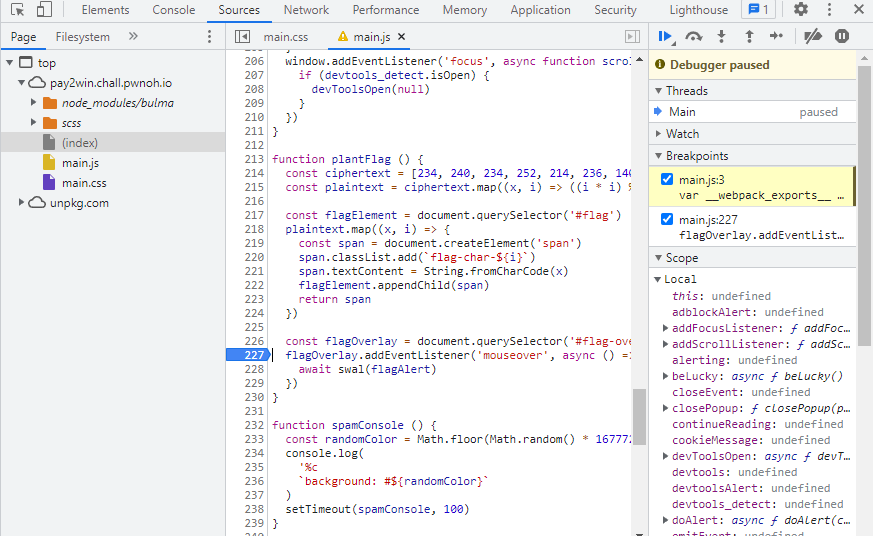 Elements Console Sources Network Performance Memory Application Security Lighthouse 1
Page Filesystem
main.css main.js
top
pay2win.chall.pwnoh.io
node_modules/bulma
scss
(index)
main.js
main.css
unpkg.com
206 window.addEventListener('focus', async function scrol
207 if (devtools_detect.isOpen) {
208 devToolsOpen(null)
209 }
210 })
211 }
212
213 function plantFlag () {
214 const ciphertext = [234, 240, 234, 252, 214, 236, 140
215 const plaintext = ciphertext.map((x, i) => ((i * i) %
216
217 const flagElement = document.querySelector('#flag')
218 plaintext.map((x, i) => {
219 const span = document.createElement('span')
220 span.classList.add(`flag-char-${i}`)
221 span.textContent = String.fromCharCode(x)
222 flagElement.appendChild(span)
223 return span
224 })
225
226 const flagOverlay = document.querySelector('#flag-ove
227 flagOverlay.addEventListener('mouseover', async () =>
228 await swal(flagAlert)
229 })
230 }
231
232 function spamConsole () {
233 const randomColor = Math.floor(Math.random() * 16777
234 console.log(
235 '%c
236 `background: #${randomColor}`
237 )
238 setTimeout(spamConsole, 100)
239 }
Debugger paused
Threads
Main paused
Watch
Breakpoints
main.js:3
var __webpack_exports__ …
main.js:227
flagOverlay.addEventList…
Scope
Local
this: undefined
adblockAlert: undefined
addFocusListener: ƒ addFoc…
addScrollListener: ƒ addSc…
alerting: undefined
beLucky: async ƒ beLucky()
closeEvent: undefined
closePopup: ƒ closePopup(p…
continueReading: undefined
cookieMessage: undefined
devToolsOpen: async ƒ devT…
devtools: undefined
devtoolsAlert: undefined
devtools_detect: undefined
doAlert: async ƒ doAlert(c…